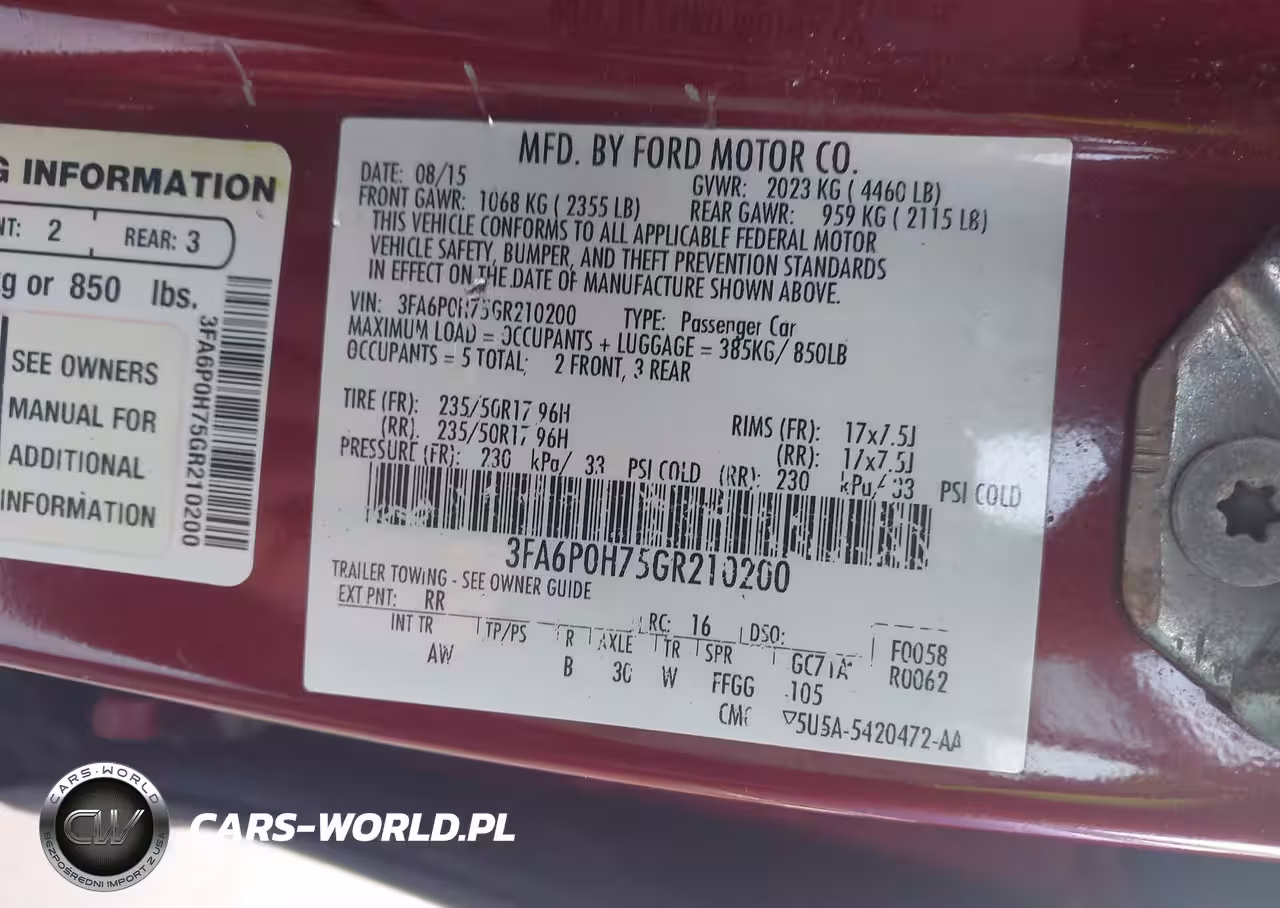 G INFORMATION
NT: 2 REAR: 3
g or 850 lbs.
SEE OWNERS
MANUAL FOR
ADDITIONAL
INFORMATION
3FA6P0H75GR210200
MFD. BY FORD MOTOR CO.
DATE: 08/15 GVWR: 2023 KG ( 4460 LB)
FRONT GAWR: 1068 KG ( 2355 LB) REAR GAWR: 959 KG ( 2115 LB)
THIS VEHICLE CONFORMS TO ALL APPLICABLE FEDERAL MOTOR
VEHICLE SAFETY, BUMPER, AND THEFT PREVENTION STANDARDS
IN EFFECT ON THE DATE OF MANUFACTURE SHOWN ABOVE.
VIN: 3FA6P0H75GR210200 TYPE: Passenger Car
MAXIMUM LOAD = OCCUPANTS + LUGGAGE = 385KG/ 850LB
OCCUPANTS = 5 TOTAL; 2 FRONT, 3 REAR
TIRE (FR): 235/50R17 96H RIMS (FR): 17x7.5J
(RR): 235/50R17 96H (RR): 17x7.5J
PRESSURE (FR): 230 kPa/ 33 PSI COLD (RR): 230 kPa/ 33 PSI COLD
3FA6P0H75GR210200
TRAILER TOWING - SEE OWNER GUIDE
EXT PNT: RR RC: 16 DSO:
INT TR TP/PS R AXLE TR SPR GC71A F0058
AW B 30 W FFGG 105 R0062
▽5U5A-5420472-AA
CARS-WORLD
CW
BEZPOŚREDNI IMPORT Z USA
CARS-WORLD.PL